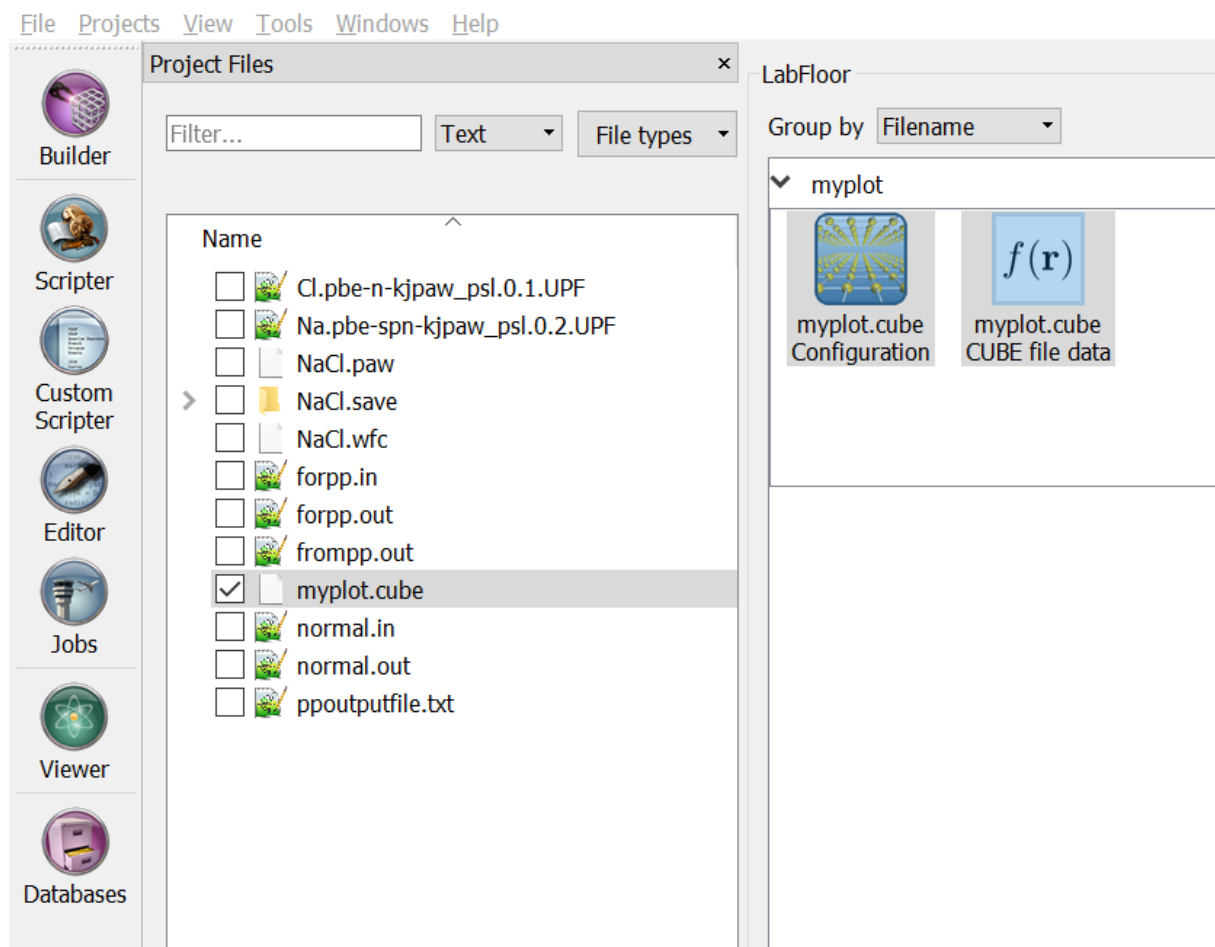 File Projects View Tools Windows Help
Project Files
Filter...
Text
File types
Name
Cl.pbe-n-kjpaw_psl.0.1.UPF
Na.pbe-spn-kjpaw_psl.0.2.UPF
NaCl.paw
NaCl.save
NaCl.wfc
forpp.in
forpp.out
frompp.out
myplot.cube
normal.in
normal.out
ppoutputfile.txt
Builder
Scripter
Custom
Scripter
Editor
Jobs
Viewer
Databases
LabFloor
Group by Filename
myplot
f(r)
myplot.cube
Configuration
myplot.cube
CUBE file data